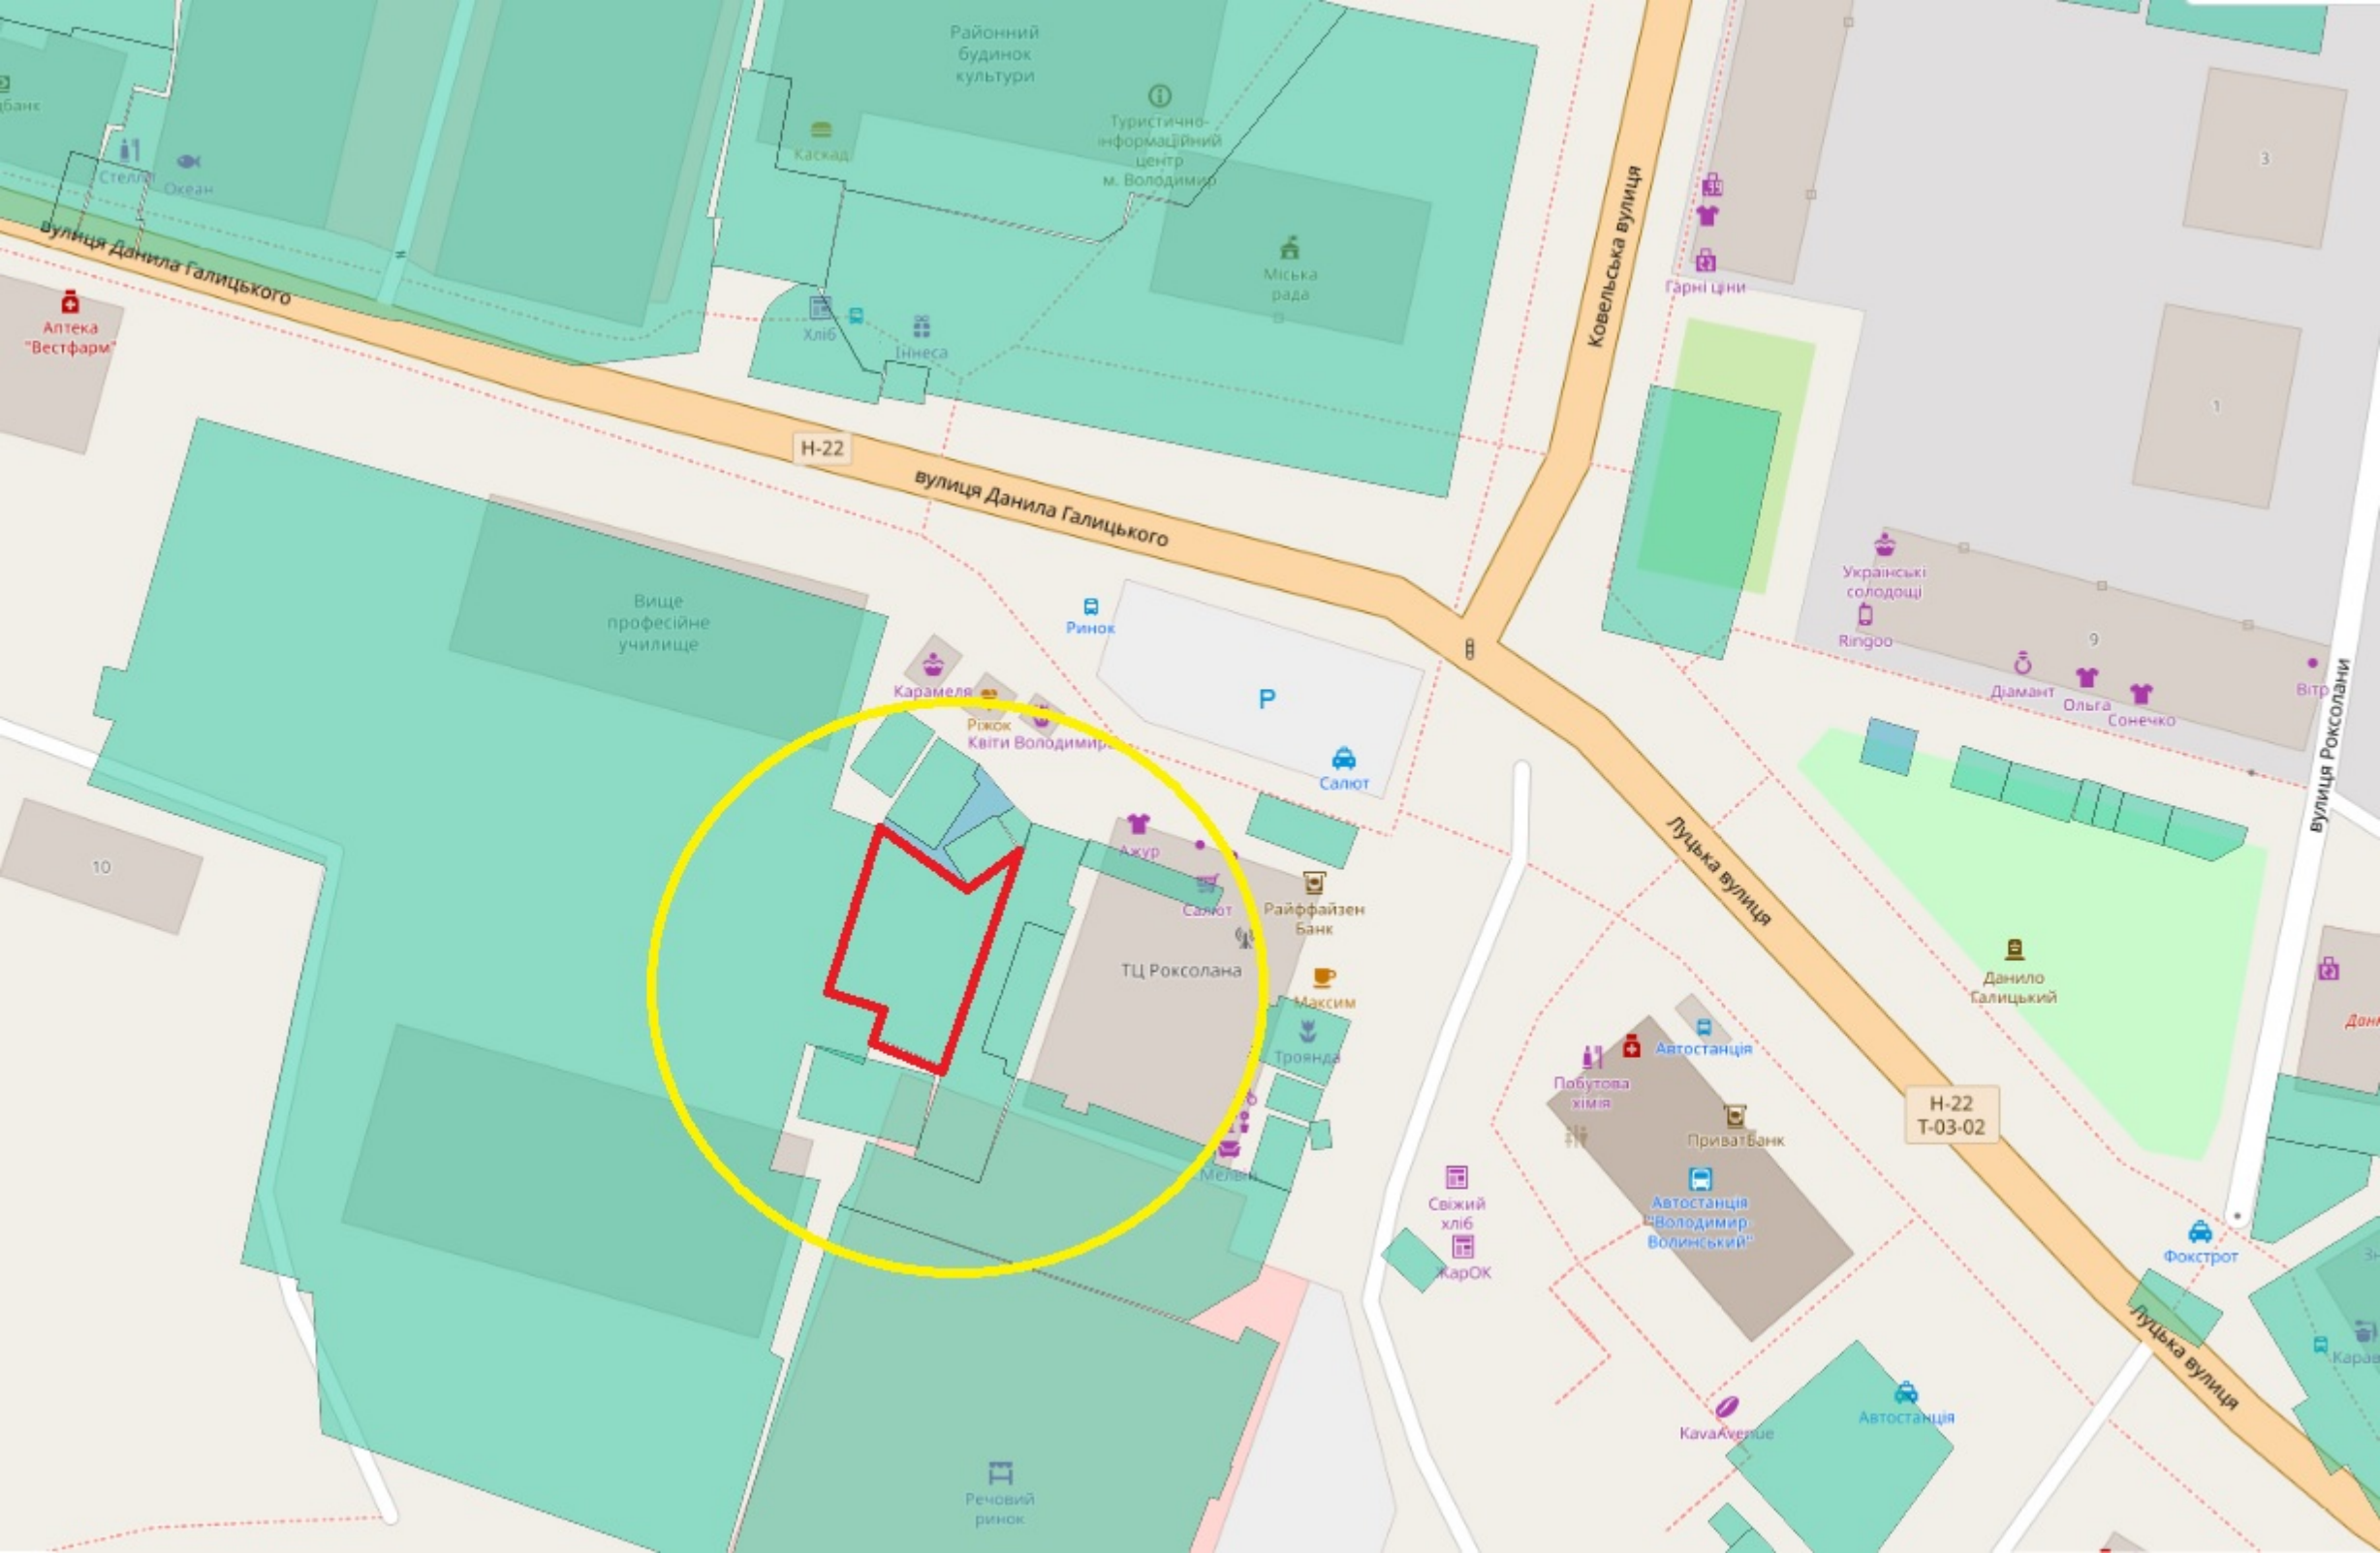 Районний
будинок
культури
Туристично-
інформаційний
центр
м. Володимир
Каскад
Стелла
Океан
дбанк
вулиця Данила Галицького
Аптека
"Вестфарм"
Хліб
Іннеса
Міська
рада
Ковельська вулиця
Гарні ціни
3
1
Н-22
вулиця Данила Галицького
Вище
професійне
училище
Ринок
P
Салют
Карамеля
Ріжок
Квіти Володимира
Українські
солодощі
Ringoo
9
Діамант
Ольга
Сонечко
Вітр
вулиця Роксолани
10
Ажур
Салют
Райффайзен
Банк
ТЦ Роксолана
Максим
Троянда
Луцька вулиця
Данило
Галицький
Автостанція
Побутова
хімія
ПриватБанк
Автостанція
"Володимир-
Волинський"
Н-22
Т-03-02
Свіжий
хліб
ЖарОК
Фокстрот
Луцька вулиця
KavaAvenue
Автостанція
Карав
Речовий
ринок